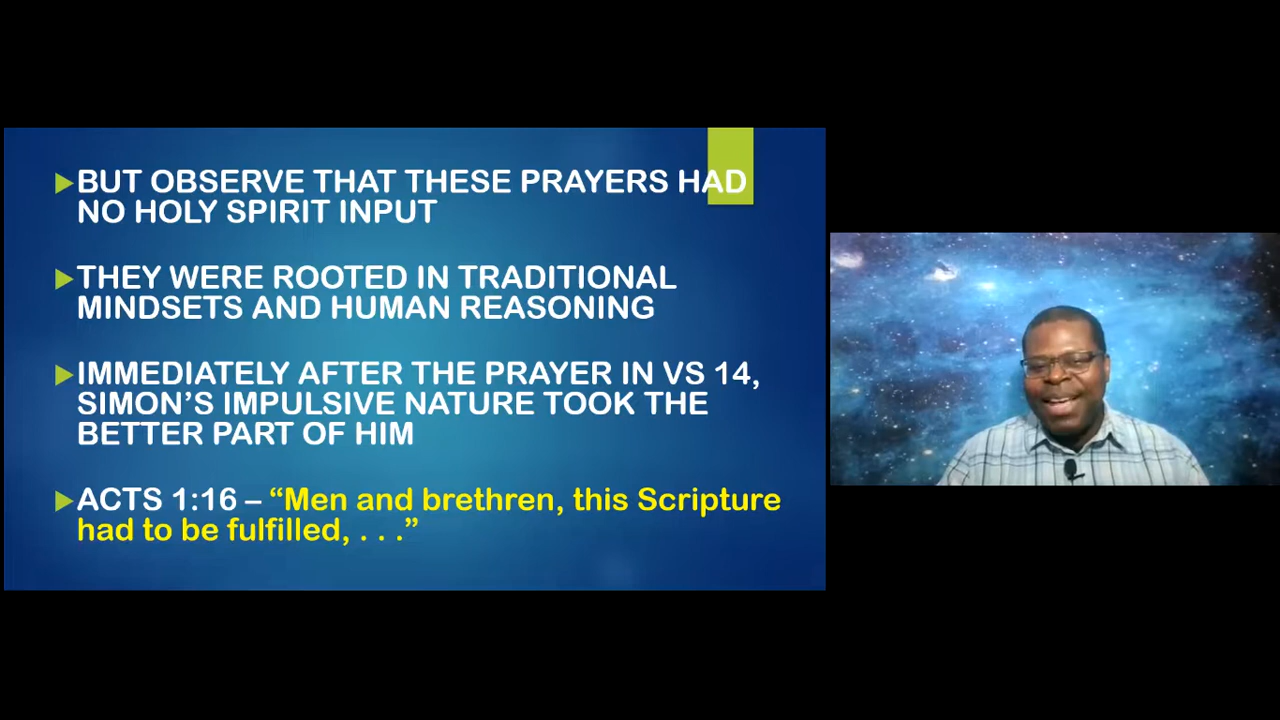 BUT OBSERVE THAT THESE PRAYERS HAD
NO HOLY SPIRIT INPUT
THEY WERE ROOTED IN TRADITIONAL
MINDSETS AND HUMAN REASONING
IMMEDIATELY AFTER THE PRAYER IN VS 14,
SIMON’S IMPULSIVE NATURE TOOK THE
BETTER PART OF HIM
ACTS 1:16 – “Men and brethren, this Scripture
had to be fulfilled, . . .”